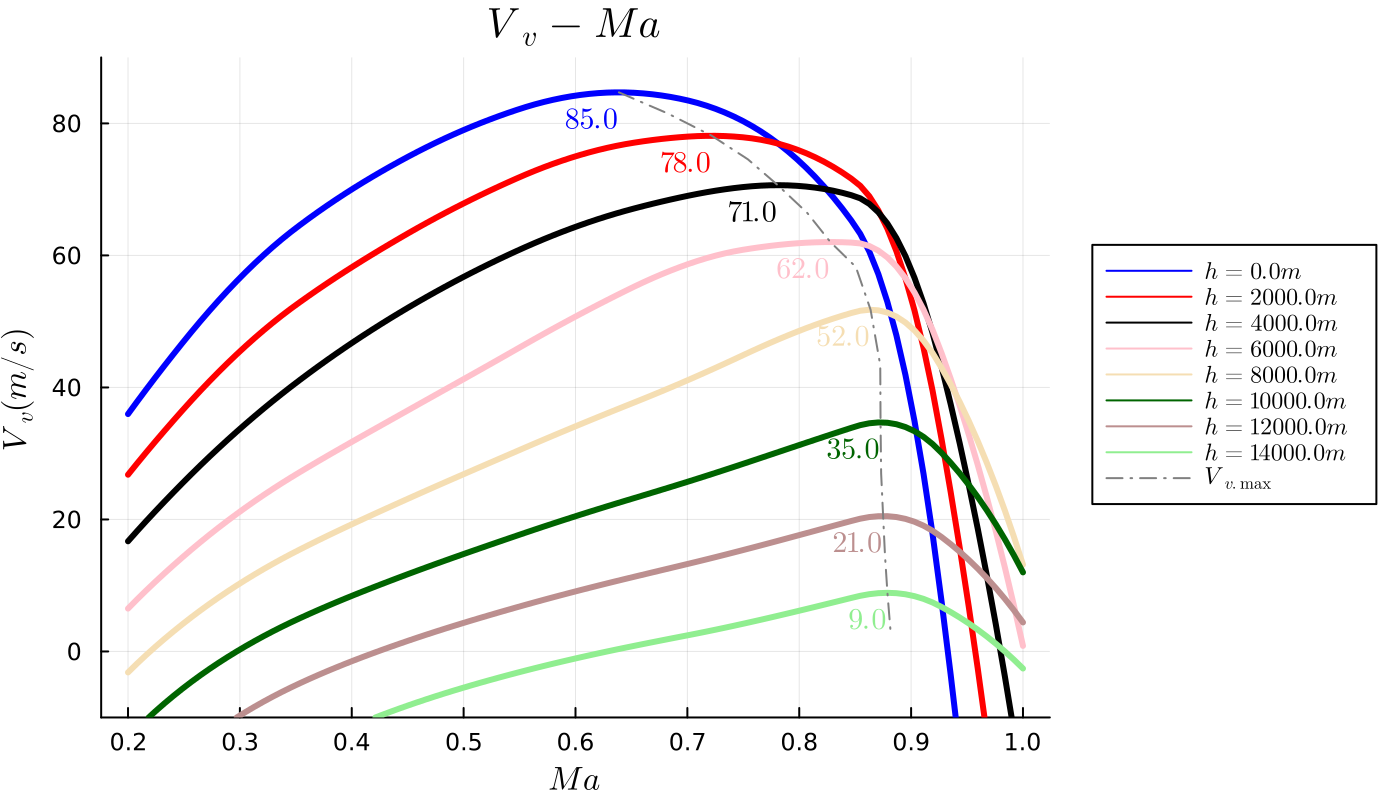 V_v − Ma
V_v(m/s)
80
60
40
20
0
85.0
78.0
71.0
62.0
52.0
35.0
21.0
9.0
0.2 0.3 0.4 0.5 0.6 0.7 0.8 0.9 1.0
Ma
h = 0.0m
h = 2000.0m
h = 4000.0m
h = 6000.0m
h = 8000.0m
h = 10000.0m
h = 12000.0m
h = 14000.0m
V_v.max